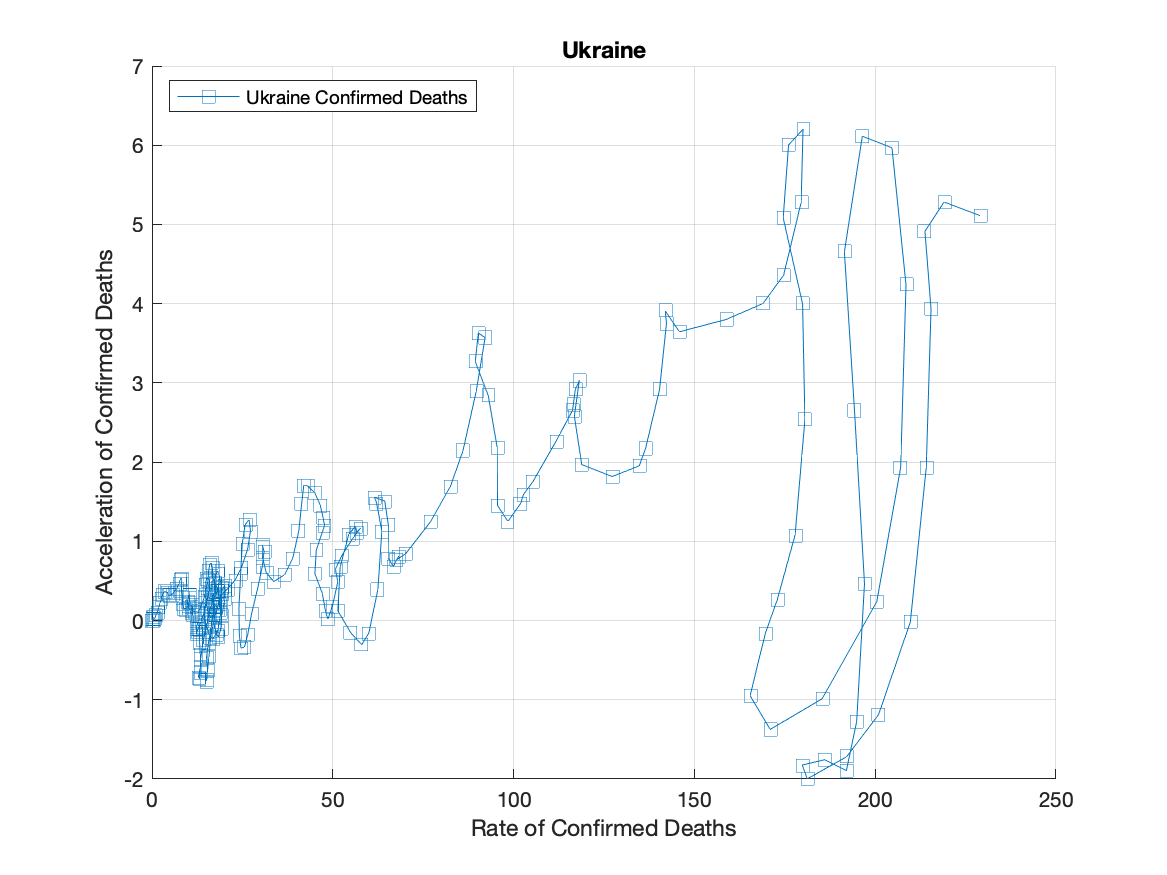 Ukraine
7
Ukraine Confirmed Deaths
6
5
4
3
2
1
0
-1
-2
Acceleration of Confirmed Deaths
0 50 100 150 200 250
Rate of Confirmed Deaths